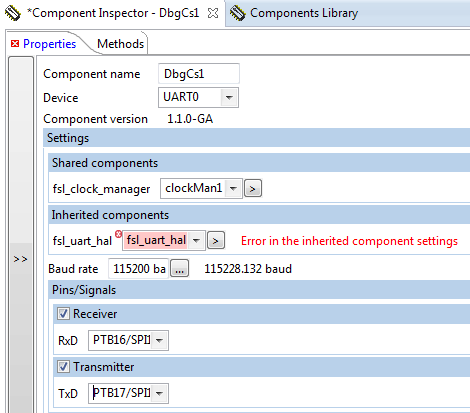 *Component Inspector - DbgCs1
Components Library
Properties Methods
Component name DbgCs1
Device UART0
Component version 1.1.0-GA
Settings
Shared components
fsl_clock_manager clockMan1 >
Inherited components
fsl_uart_hal fsl_uart_hal > Error in the inherited component settings
>>
Baud rate 115200 ba ... 115228.132 baud
Pins/Signals
Receiver
RxD PTB16/SPI1
Transmitter
TxD PTB17/SPI1